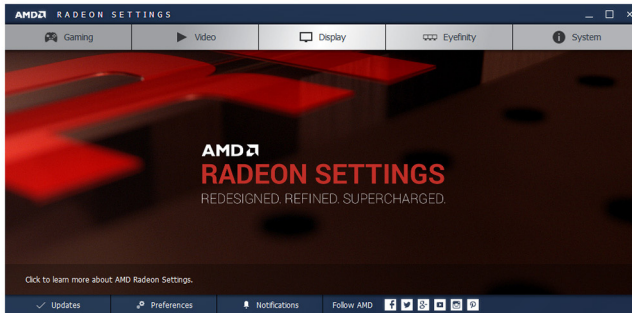 AMD RADEON SETTINGS
Gaming Video Display Eyefinity System
AMD
RADEON SETTINGS
REDESIGNED. REFINED. SUPERCHARGED.
Click to learn more about AMD Radeon Settings.
Updates Preferences Notifications Follow AMD